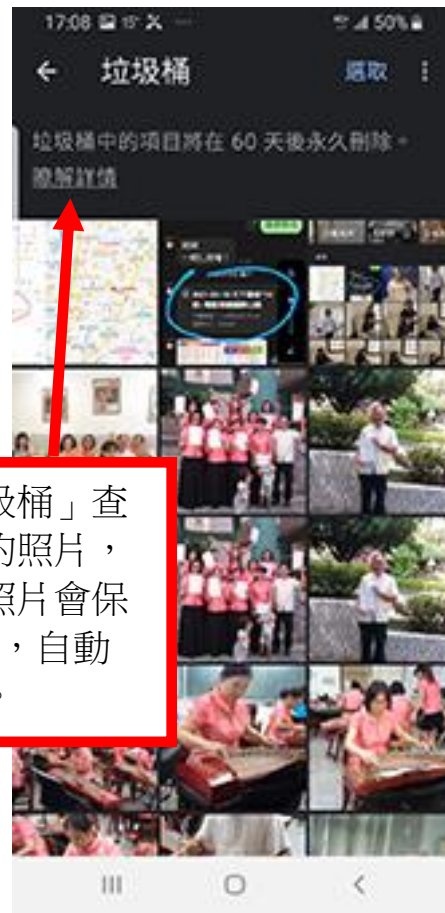 17:08
50%
垃圾桶
選取
垃圾桶中的項目將在 60 天後永久刪除。
瞭解詳情
圾桶」查
的照片，
照片會保
，自動
。